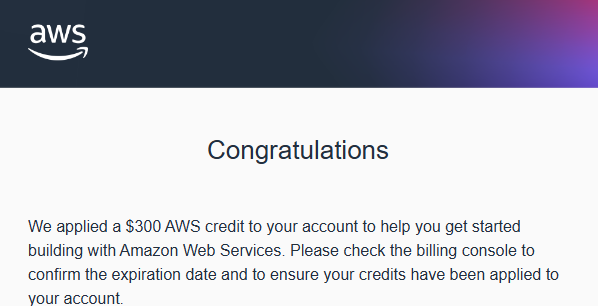 aws
Congratulations
We applied a $300 AWS credit to your account to help you get started
building with Amazon Web Services. Please check the billing console to
confirm the expiration date and to ensure your credits have been applied to
your account.